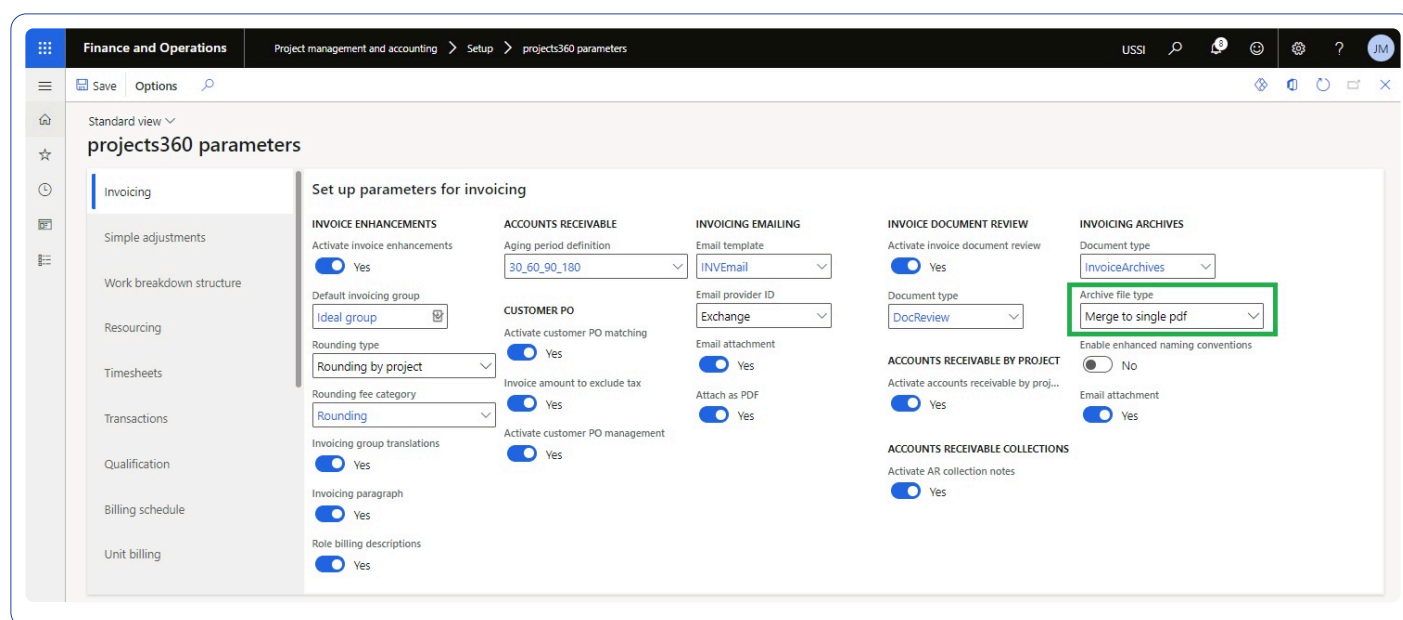 Finance and Operations
Project management and accounting > Setup > projects360 parameters
USSI
8
?
JM
Save
Options
Standard view
projects360 parameters
Invoicing
Simple adjustments
Work breakdown structure
Resourcing
Timesheets
Transactions
Qualification
Billing schedule
Unit billing
Set up parameters for invoicing
INVOICE ENHANCEMENTS
Activate invoice enhancements
Yes
Default invoicing group
Ideal group
Rounding type
Rounding by project
Rounding fee category
Rounding
Invoicing group translations
Yes
Invoicing paragraph
Yes
Role billing descriptions
Yes
ACCOUNTS RECEIVABLE
Aging period definition
30_60_90_180
CUSTOMER PO
Activate customer PO matching
Yes
Invoice amount to exclude tax
Yes
Activate customer PO management
Yes
INVOICING EMAILING
Email template
INVEmail
Email provider ID
Exchange
Email attachment
Yes
Attach as PDF
Yes
INVOICE DOCUMENT REVIEW
Activate invoice document review
Yes
Document type
DocReview
ACCOUNTS RECEIVABLE BY PROJECT
Activate accounts receivable by proj...
Yes
ACCOUNTS RECEIVABLE COLLECTIONS
Activate AR collection notes
Yes
INVOICING ARCHIVES
Document type
InvoiceArchives
Archive file type
Merge to single pdf
Enable enhanced naming conventions
No
Email attachment
Yes